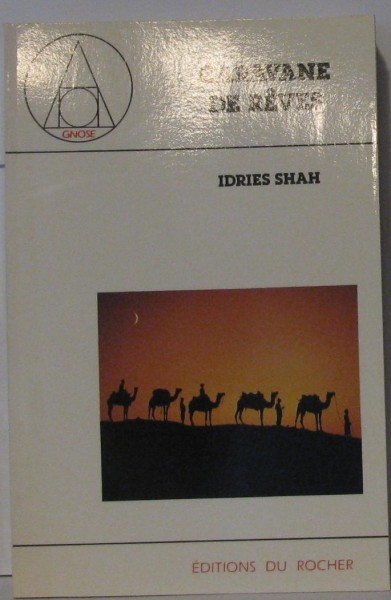 GNOSE
CARAVANE
DE RÊVES
IDRIES SHAH
ÉDITIONS DU ROCHER